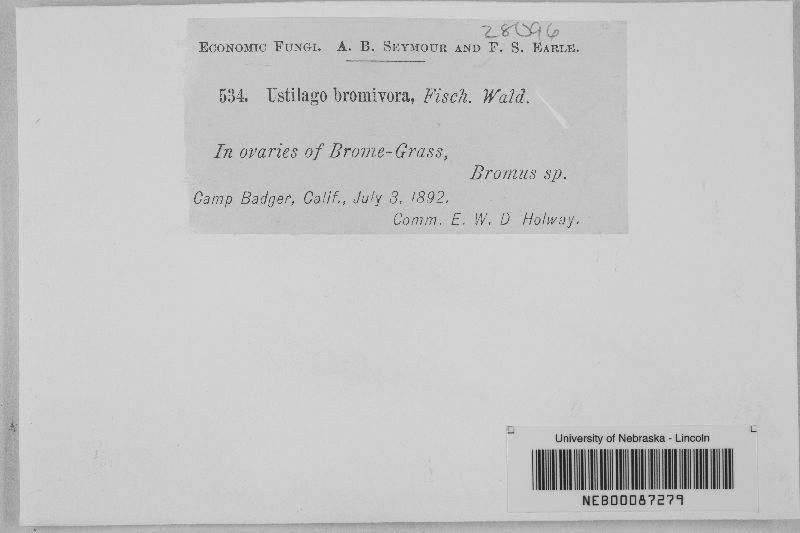 28096
Economic Fungi. A. B. Seymour and F. S. Earle.
534. Ustilago bromivora, Fisch. Wald.
In ovaries of Brome-Grass,
Bromus sp.
Camp Badger, Calif., July 3, 1892.
Comm. E. W. D Holway.
University of Nebraska - Lincoln
NEB00087279